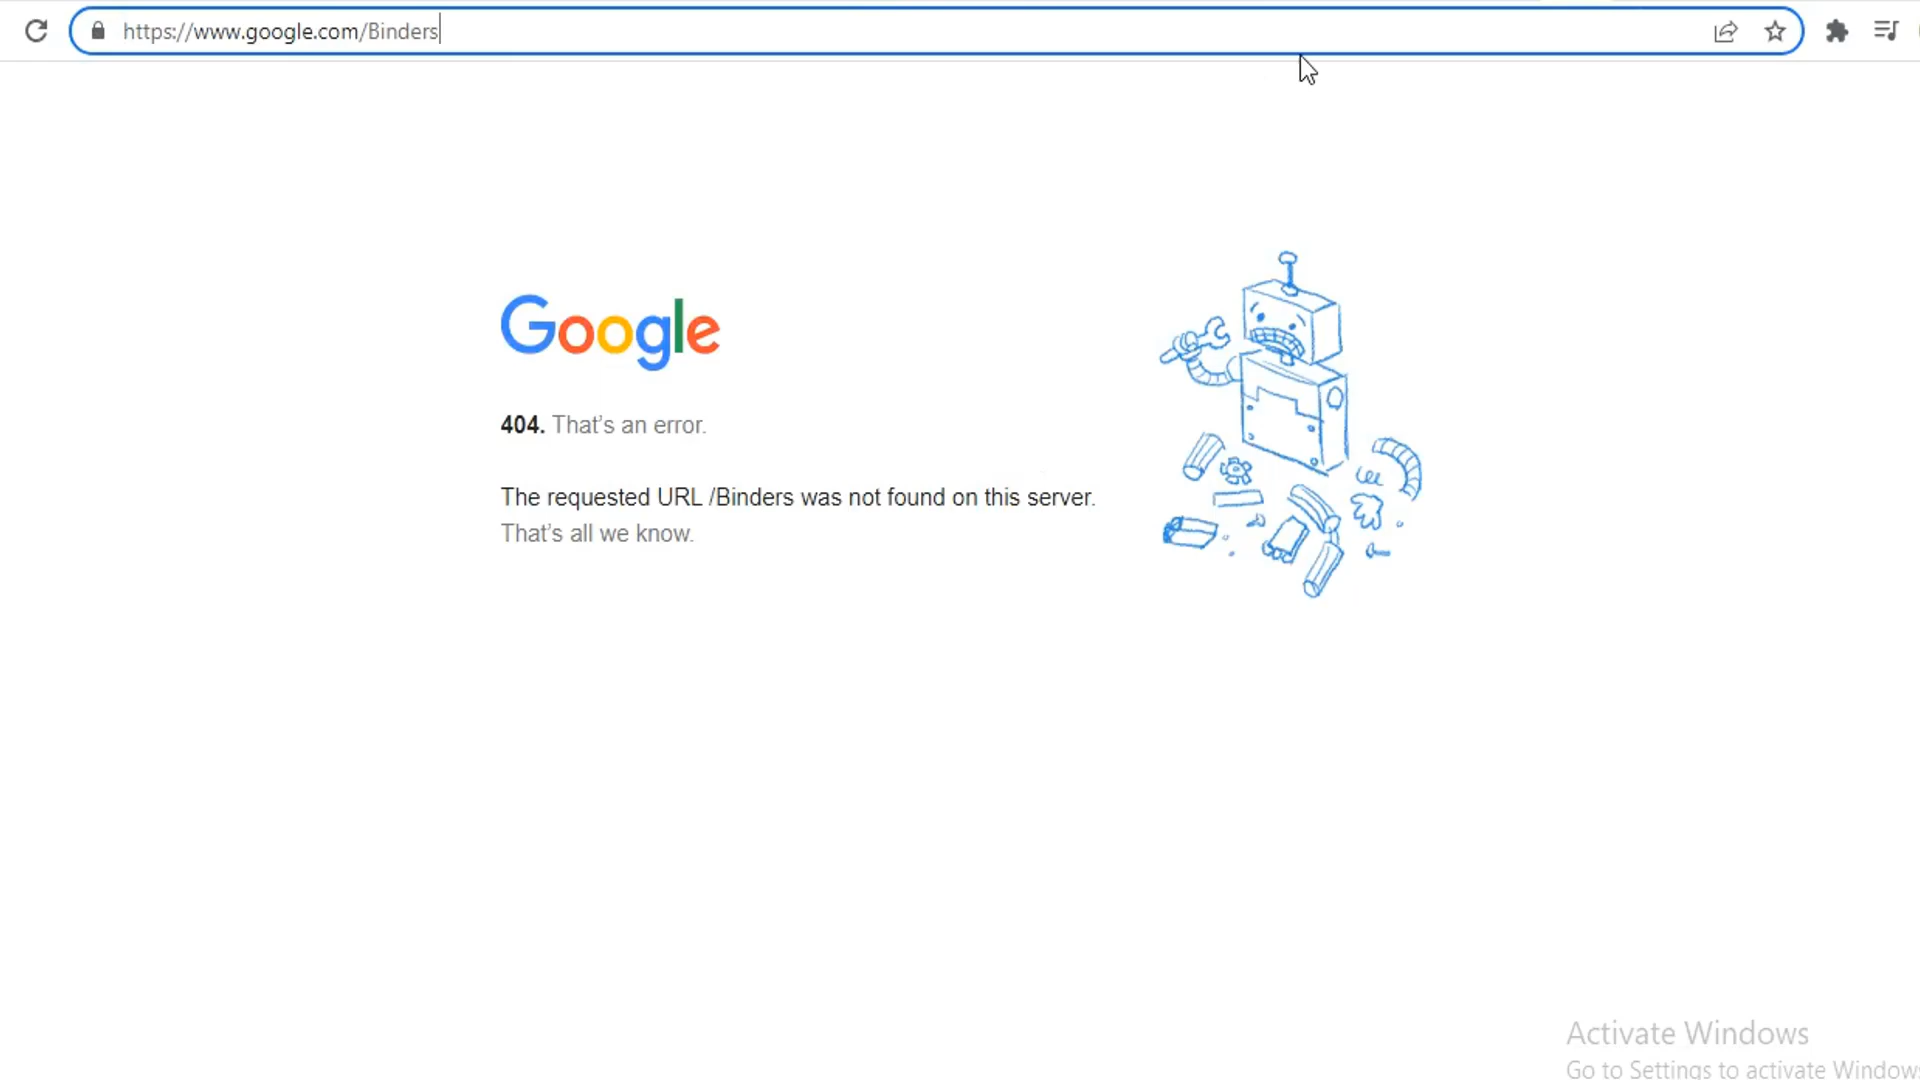 https://www.google.com/Binders
Google
404. That’s an error.
The requested URL /Binders was not found on this server.
That’s all we know.
Activate Windows
Go to Settings to activate Windows